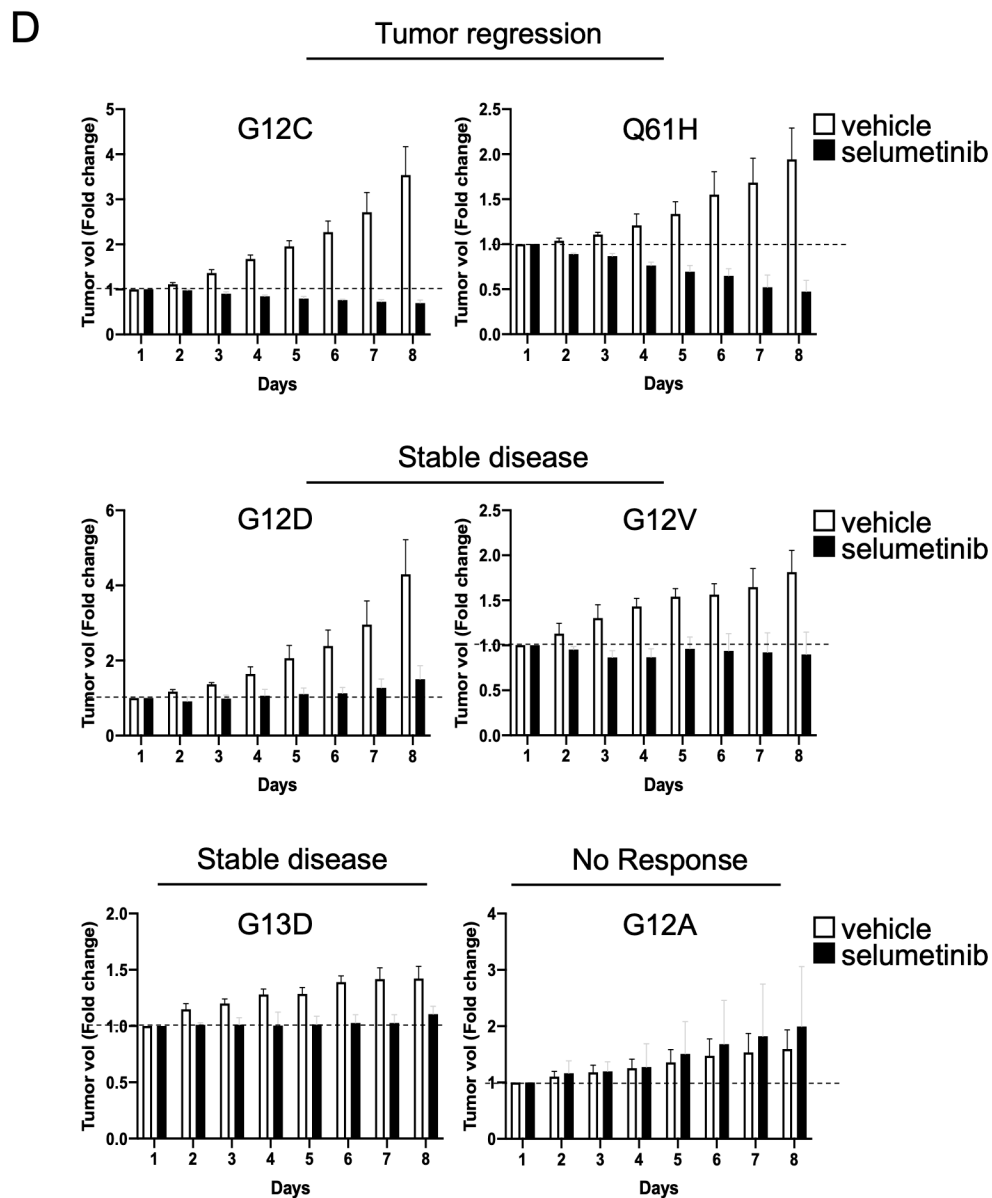 D
Tumor regression
G12C
Tumor vol (Fold change)
5
4
3
2
1
0
1 2 3 4 5 6 7 8
Days
Q61H
Tumor vol (Fold change)
2.5
2.0
1.5
1.0
0.5
0.0
1 2 3 4 5 6 7 8
Days
vehicle
selumetinib
Stable disease
G12D
Tumor vol (Fold change)
6
4
2
0
1 2 3 4 5 6 7 8
Days
G12V
Tumor vol (Fold change)
2.5
2.0
1.5
1.0
0.5
0.0
1 2 3 4 5 6 7 8
Days
vehicle
selumetinib
Stable disease
G13D
Tumor vol (Fold change)
2.0
1.5
1.0
0.5
0.0
1 2 3 4 5 6 7 8
Days
No Response
G12A
Tumor vol (Fold change)
4
3
2
1
0
1 2 3 4 5 6 7 8
Days
vehicle
selumetinib